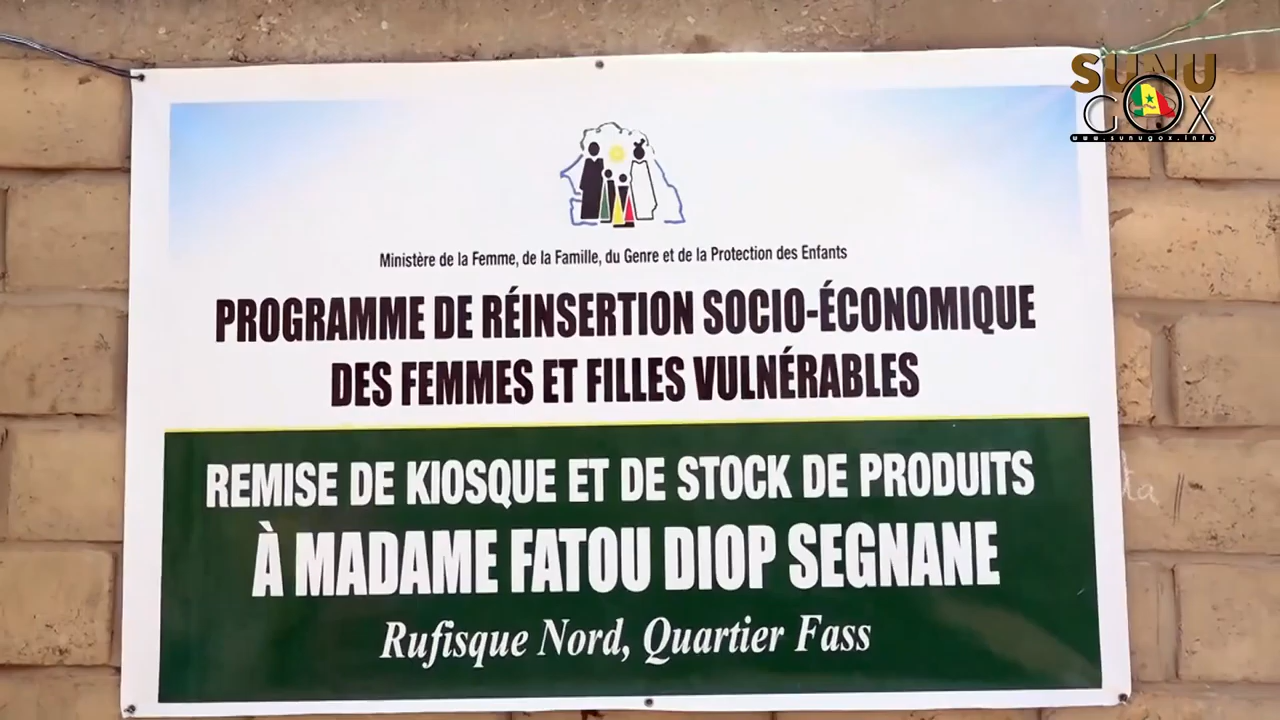 SUNU
GOX
www.sunugox.info
Ministère de la Femme, de la Famille, du Genre et de la Protection des Enfants
PROGRAMME DE RÉINSERTION SOCIO-ÉCONOMIQUE
DES FEMMES ET FILLES VULNÉRABLES
REMISE DE KIOSQUE ET DE STOCK DE PRODUITS
À MADAME FATOU DIOP SEGNANE
Rufisque Nord, Quartier Fass